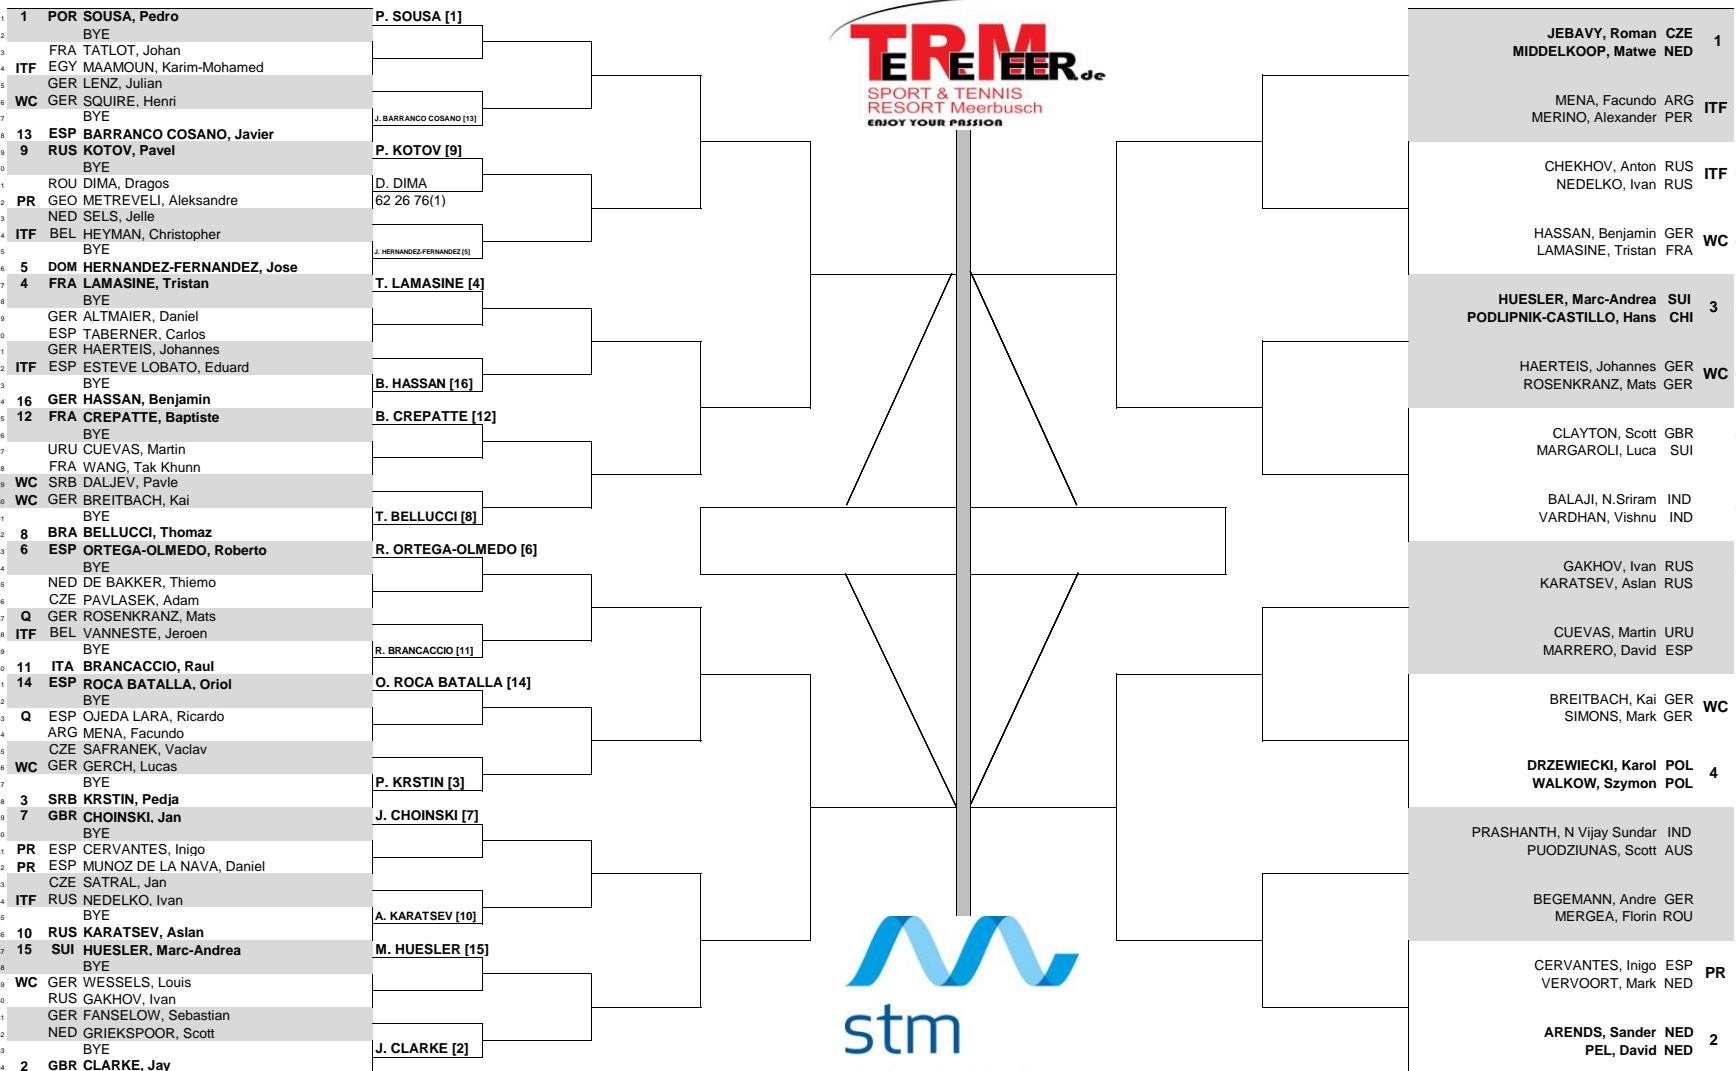 1 POR SOUSA, Pedro
BYE
FRA TATLOT, Johan
ITF EGY MAAMOUN, Karim-Mohamed
GER LENZ, Julian
WC GER SQUIRE, Henri
BYE
13 ESP BARRANCO COSANO, Javier
9 RUS KOTOV, Pavel
BYE
ROU DIMA, Dragos
PR GEO METREVELI, Aleksandre
NED SELS, Jelle
ITF BEL HEYMAN, Christopher
BYE
5 DOM HERNANDEZ-FERNANDEZ, Jose
4 FRA LAMASINE, Tristan
BYE
GER ALTMAIER, Daniel
ESP TABERNER, Carlos
GER HAERTEIS, Johannes
ITF ESP ESTEVE LOBATO, Eduard
BYE
16 GER HASSAN, Benjamin
12 FRA CREPATTE, Baptiste
BYE
URU CUEVAS, Martin
FRA WANG, Tak Khunn
WC SRB DALJEV, Pavle
WC GER BREITBACH, Kai
BYE
8 BRA BELLUCCI, Thomaz
6 ESP ORTEGA-OLMEDO, Roberto
BYE
NED DE BAKKER, Thiemo
CZE PAVLASEK, Adam
Q GER ROSENKRANZ, Mats
ITF BEL VANNESTE, Jeroen
BYE
11 ITA BRANCACCIO, Raul
14 ESP ROCA BATALLA, Oriol
BYE
Q ESP OJEDA LARA, Ricardo
ARG MENA, Facundo
CZE SAFRANEK, Vaclav
WC GER GERCH, Lucas
BYE
3 SRB KRSTIN, Pedja
7 GBR CHOINSKI, Jan
BYE
PR ESP CERVANTES, Inigo
PR ESP MUNOZ DE LA NAVA, Daniel
CZE SATRAL, Jan
ITF RUS NEDELKO, Ivan
BYE
10 RUS KARATSEV, Aslan
15 SUI HUESLER, Marc-Andrea
BYE
WC GER WESSELS, Louis
RUS GAKHOV, Ivan
GER FANSELOW, Sebastian
NED GRIEKSPOOR, Scott
BYE
2 GBR CLARKE, Jay
P. SOUSA [1]
J. BARRANCO COSANO [13]
P. KOTOV [9]
D. DIMA
62 26 76(1)
J. HERNANDEZ-FERNANDEZ [5]
T. LAMASINE [4]
B. HASSAN [16]
B. CREPATTE [12]
T. BELLUCCI [8]
R. ORTEGA-OLMEDO [6]
R. BRANCACCIO [11]
O. ROCA BATALLA [14]
P. KRSTIN [3]
J. CHOINSKI [7]
A. KARATSEV [10]
M. HUESLER [15]
J. CLARKE [2]
TERREMEER.de
SPORT & TENNIS
RESORT Meerbusch
ENJOY YOUR PASSION
stm
JEBAVY, Roman CZE 1
MIDDELKOOP, Matwe NED
MENA, Facundo ARG ITF
MERINO, Alexander PER
CHEKHOV, Anton RUS ITF
NEDELKO, Ivan RUS
HASSAN, Benjamin GER WC
LAMASINE, Tristan FRA
HUESLER, Marc-Andrea SUI 3
PODLIPNIK-CASTILLO, Hans CHI
HAERTEIS, Johannes GER WC
ROSENKRANZ, Mats GER
CLAYTON, Scott GBR
MARGAROLI, Luca SUI
BALAJI, N.Sriram IND
VARDHAN, Vishnu IND
GAKHOV, Ivan RUS
KARATSEV, Aslan RUS
CUEVAS, Martin URU
MARRERO, David ESP
BREITBACH, Kai GER WC
SIMONS, Mark GER
DRZEWIECKI, Karol POL 4
WALKOW, Szymon POL
PRASHANTH, N Vijay Sundar IND
PUODZIUNAS, Scott AUS
BEGEMANN, Andre GER
MERGEA, Florin ROU
CERVANTES, Inigo ESP PR
VERVOORT, Mark NED
ARENDS, Sander NED 2
PEL, David NED